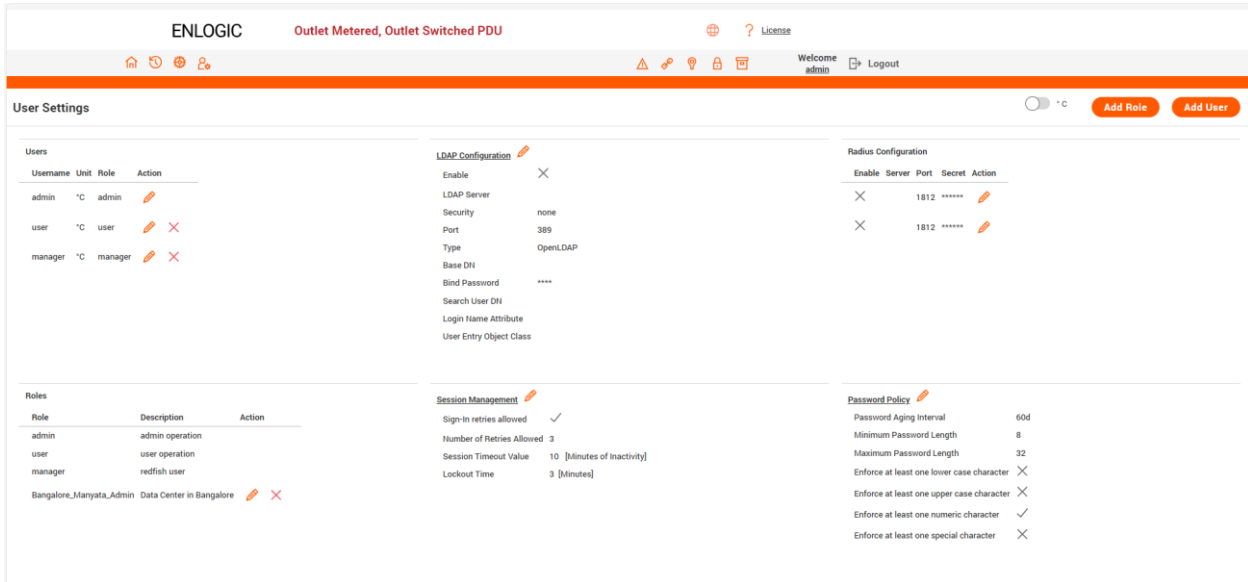 ENLOGIC Outlet Metered, Outlet Switched PDU ? License
Welcome admin Logout
User Settings °C Add Role Add User
Users
Username Unit Role Action
admin °C admin
user °C user
manager °C manager
LDAP Configuration
Enable
LDAP Server
Security none
Port 389
Type OpenLDAP
Base DN
Bind Password ****
Search User DN
Login Name Attribute
User Entry Object Class
Radius Configuration
Enable Server Port Secret Action
1812 ******
1812 ******
Roles
Role Description Action
admin admin operation
user user operation
manager redfish user
Bangalore_Manyata_Admin Data Center in Bangalore
Session Management
Sign-In retries allowed
Number of Retries Allowed 3
Session Timeout Value 10 [Minutes of Inactivity]
Lockout Time 3 [Minutes]
Password Policy
Password Aging Interval 60d
Minimum Password Length 8
Maximum Password Length 32
Enforce at least one lower case character
Enforce at least one upper case character
Enforce at least one numeric character
Enforce at least one special character